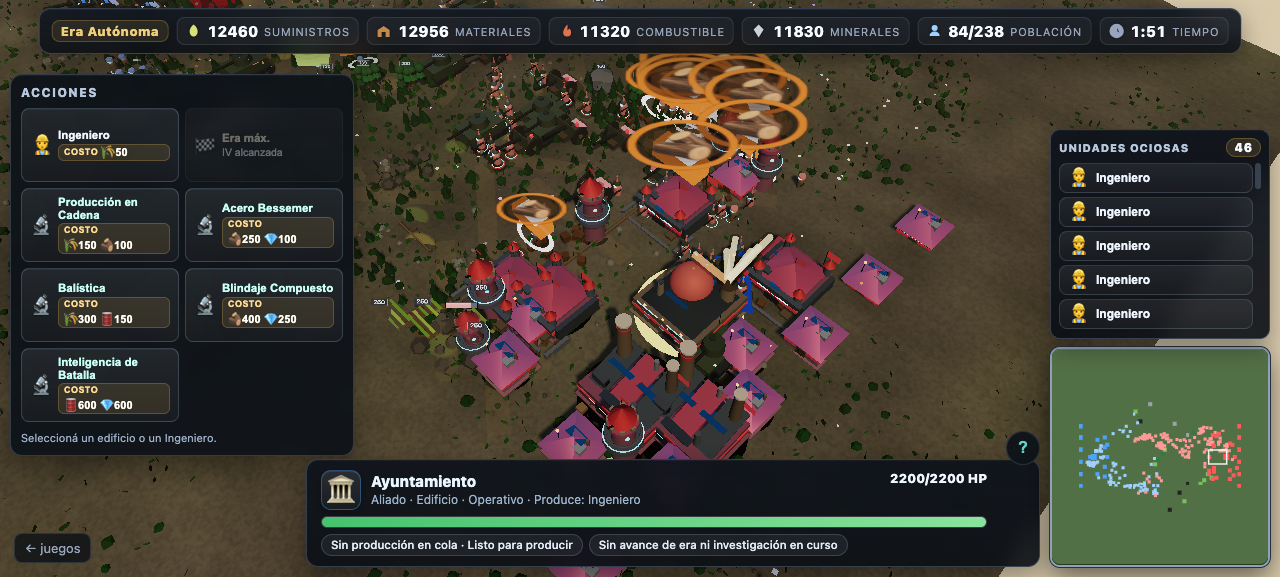 Era Autónoma
12460 SUMINISTROS
12956 MATERIALES
11320 COMBUSTIBLE
11830 MINERALES
84/238 POBLACIÓN
1:51 TIEMPO
ACCIONES
Ingeniero
COSTO 50
Era máx.
IV alcanzada
Producción en
Cadena
COSTO
150 100
Acero Bessemer
COSTO
250 100
Balística
COSTO
300 150
Blindaje Compuesto
COSTO
400 250
Inteligencia de
Batalla
COSTO
600 600
Seleccioná un edificio o un Ingeniero.
300
250
250
250
250
UNIDADES OCIOSAS 46
Ingeniero
Ingeniero
Ingeniero
Ingeniero
Ingeniero
?
Ayuntamiento
2200/2200 HP
Aliado · Edificio · Operativo · Produce: Ingeniero
Sin producción en cola · Listo para producir
Sin avance de era ni investigación en curso
← juegos